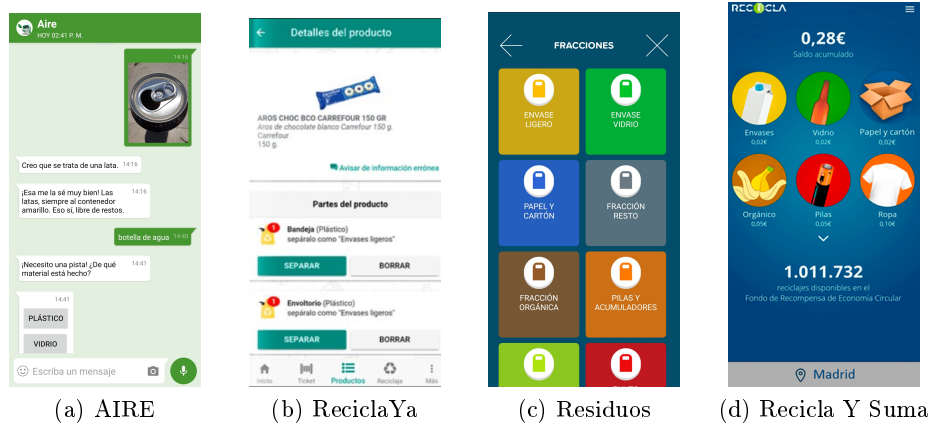 Aire
HOY 02:41 P. M.
14:16
Creo que se trata de una lata. 14:16
¡Esa me la sé muy bien! Las 14:16
latas, siempre al contenedor
amarillo. Eso sí, libre de restos.
botella de agua 14:40
¡Necesito una pista! ¿De qué 14:41
material está hecho?
14:41
PLÁSTICO
VIDRIO
Escriba un mensaje
(a) AIRE
Detalles del producto
AROS CHOC BCO CARREFOUR 150 GR
Aros de chocolate blanco Carrefour 150 g.
Carrefour
150 g.
Avisar de información errónea
Partes del producto
1
Bandeja (Plástico)
sepáralo como "Envases ligeros"
SEPARAR BORRAR
1
Envoltorio (Plástico)
sepáralo como "Envases ligeros"
SEPARAR BORRAR
Inicio Ticket Productos Reciclaje Más
(b) ReciclaYa
FRACCIONES
ENVASE
LIGERO
ENVASE
VIDRIO
PAPEL Y
CARTÓN
FRACCIÓN
RESTO
FRACCIÓN
ORGÁNICA
PILAS Y
ACUMULADORES
(c) Residuos
RECICLA
0,28€
Saldo acumulado
Envases Vidrio Papel y cartón
0,02€ 0,02€ 0,02€
Orgánico Pilas Ropa
0,05€ 0,05€ 0,10€
1.011.732
reciclajes disponibles en el
Fondo de Recompensa de Economía Circular
Madrid
(d) Recicla Y Suma